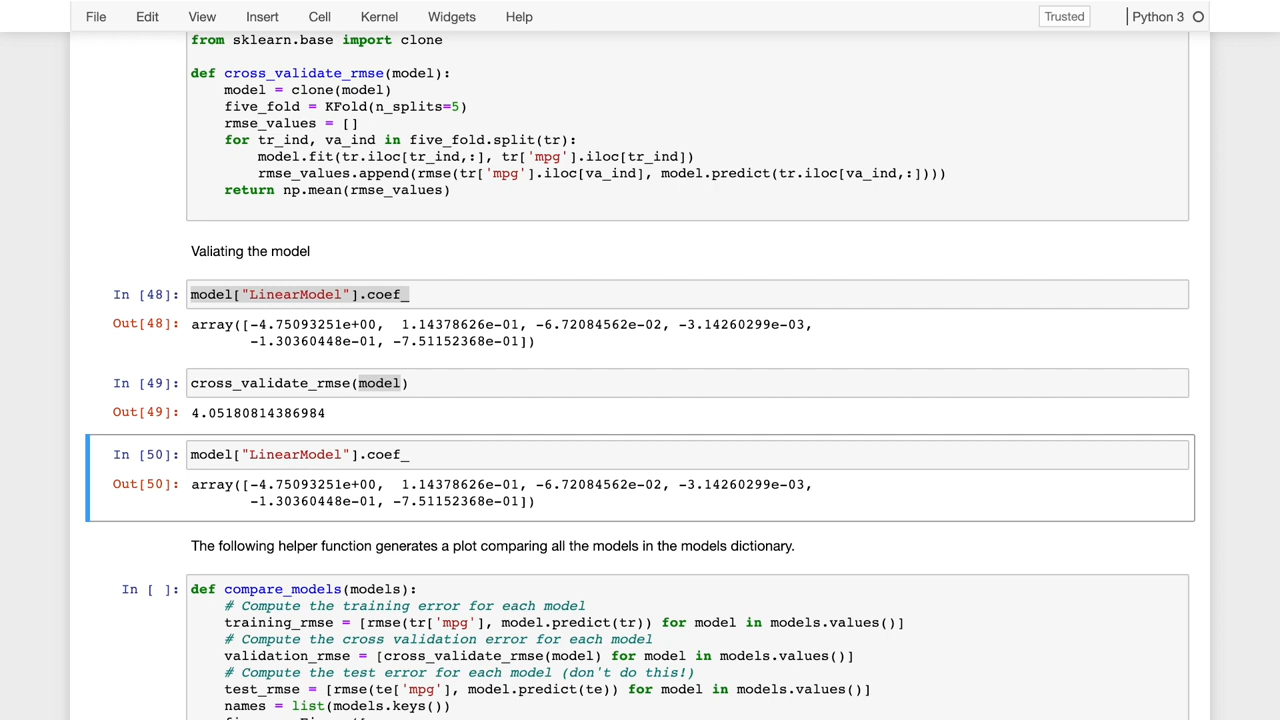 File Edit View Insert Cell Kernel Widgets Help Trusted Python 3
from sklearn.base import clone
def cross_validate_rmse(model):
model = clone(model)
five_fold = KFold(n_splits=5)
rmse_values = []
for tr_ind, va_ind in five_fold.split(tr):
model.fit(tr.iloc[tr_ind,:], tr['mpg'].iloc[tr_ind])
rmse_values.append(rmse(tr['mpg'].iloc[va_ind], model.predict(tr.iloc[va_ind,:])))
return np.mean(rmse_values)
Valiating the model
In [48]: model["LinearModel"].coef_
Out[48]: array([-4.75093251e+00, 1.14378626e-01, -6.72084562e-02, -3.14260299e-03,
-1.30360448e-01, -7.51152368e-01])
In [49]: cross_validate_rmse(model)
Out[49]: 4.05180814386984
In [50]: model["LinearModel"].coef_
Out[50]: array([-4.75093251e+00, 1.14378626e-01, -6.72084562e-02, -3.14260299e-03,
-1.30360448e-01, -7.51152368e-01])
The following helper function generates a plot comparing all the models in the models dictionary.
In [ ]: def compare_models(models):
# Compute the training error for each model
training_rmse = [rmse(tr['mpg'], model.predict(tr)) for model in models.values()]
# Compute the cross validation error for each model
validation_rmse = [cross_validate_rmse(model) for model in models.values()]
# Compute the test error for each model (don't do this!)
test_rmse = [rmse(te['mpg'], model.predict(te)) for model in models.values()]
names = list(models.keys())